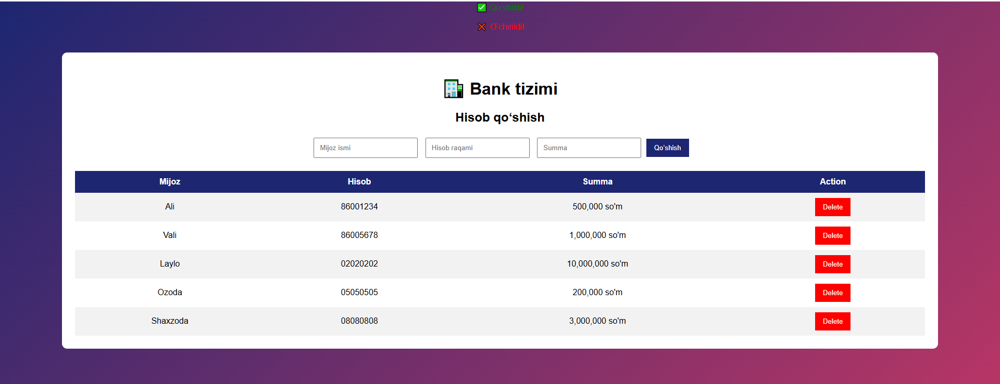 ✅ Qo'shildi!
❌ O'chirildi!
🏦 Bank tizimi
Hisob qo‘shish
Mijoz ismi Hisob raqami Summa Qo‘shish
Mijoz Hisob Summa Action
Ali 86001234 500,000 so'm Delete
Vali 86005678 1,000,000 so'm Delete
Laylo 02020202 10,000,000 so'm Delete
Ozoda 05050505 200,000 so'm Delete
Shaxzoda 08080808 3,000,000 so'm Delete